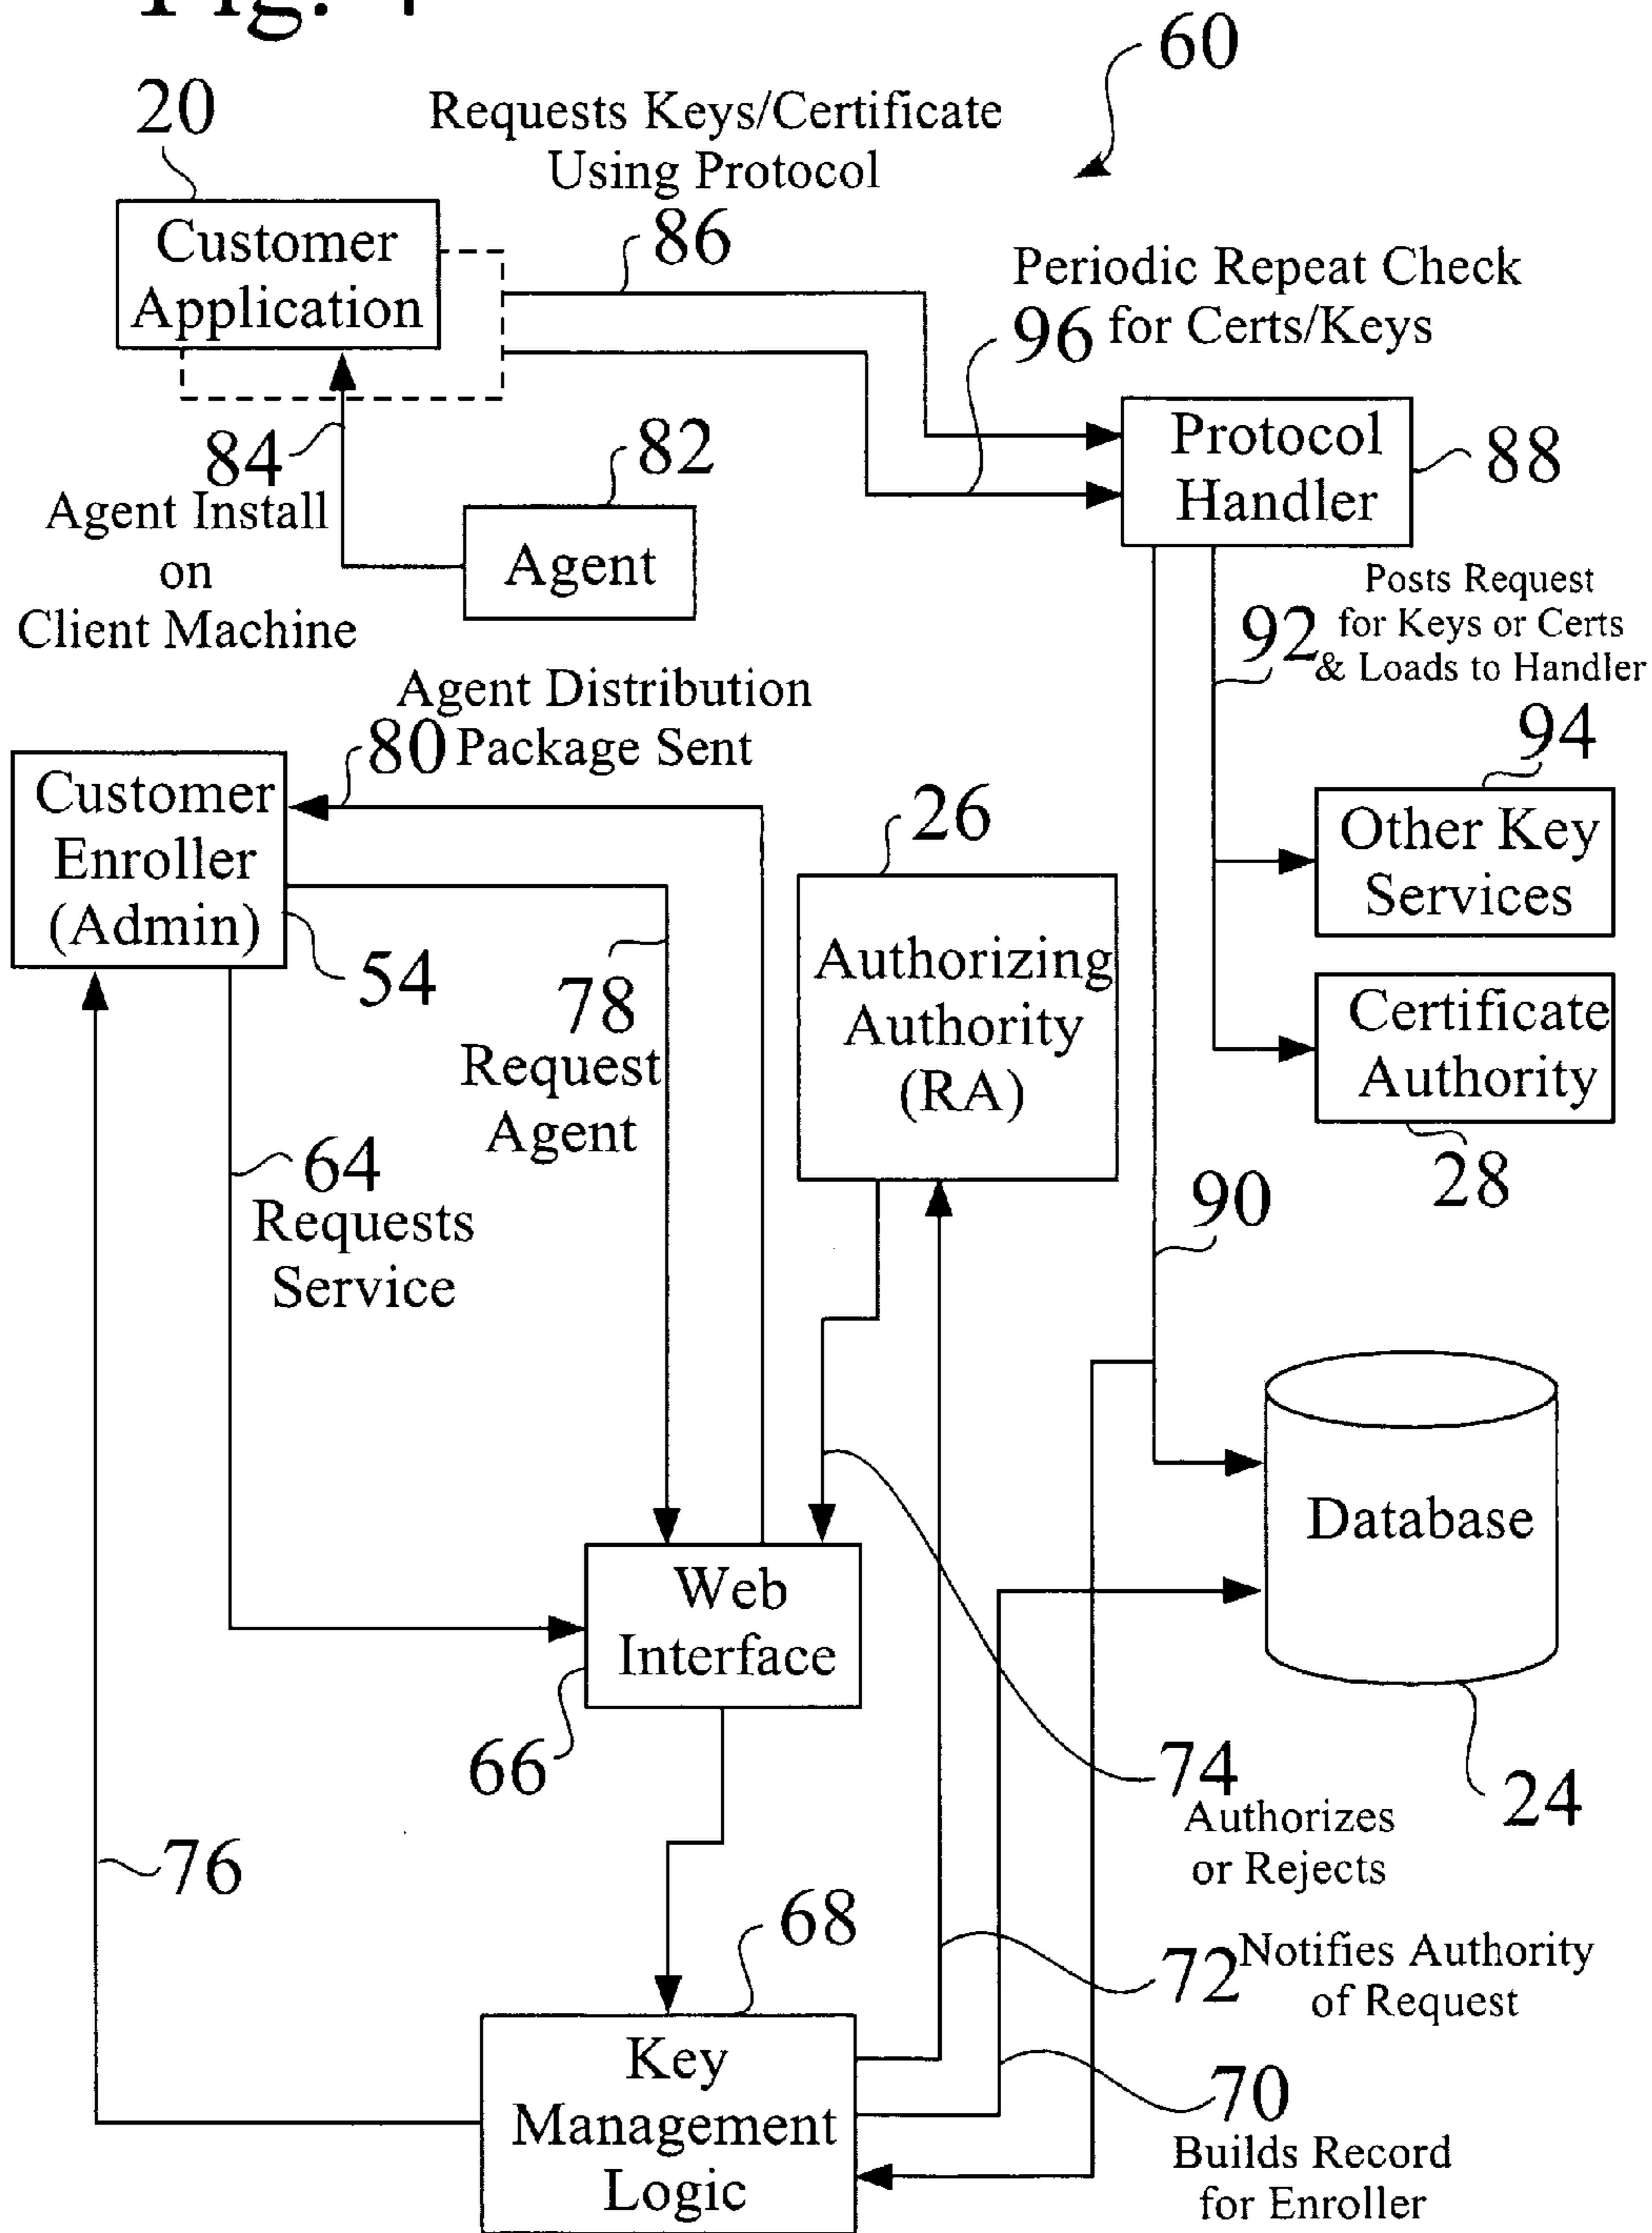 Fig. 4
60
20
Requests Keys/Certificate
Using Protocol
86
Customer
Application
Periodic Repeat Check
96 for Certs/Keys
84
Agent Install
on
Client Machine
82
Agent
Protocol
Handler
88
Posts Request
92 for Keys or Certs
& Loads to Handler
94
Other Key
Services
Certificate
Authority
28
Agent Distribution
80 Package Sent
Customer
Enroller
(Admin)
54
26
Authorizing
Authority
(RA)
78
Request
Agent
64
Requests
Service
90
Database
24
Web
Interface
66
74
Authorizes
or Rejects
76
68
72 Notifies Authority
of Request
Key
Management
Logic
70
Builds Record
for Enroller